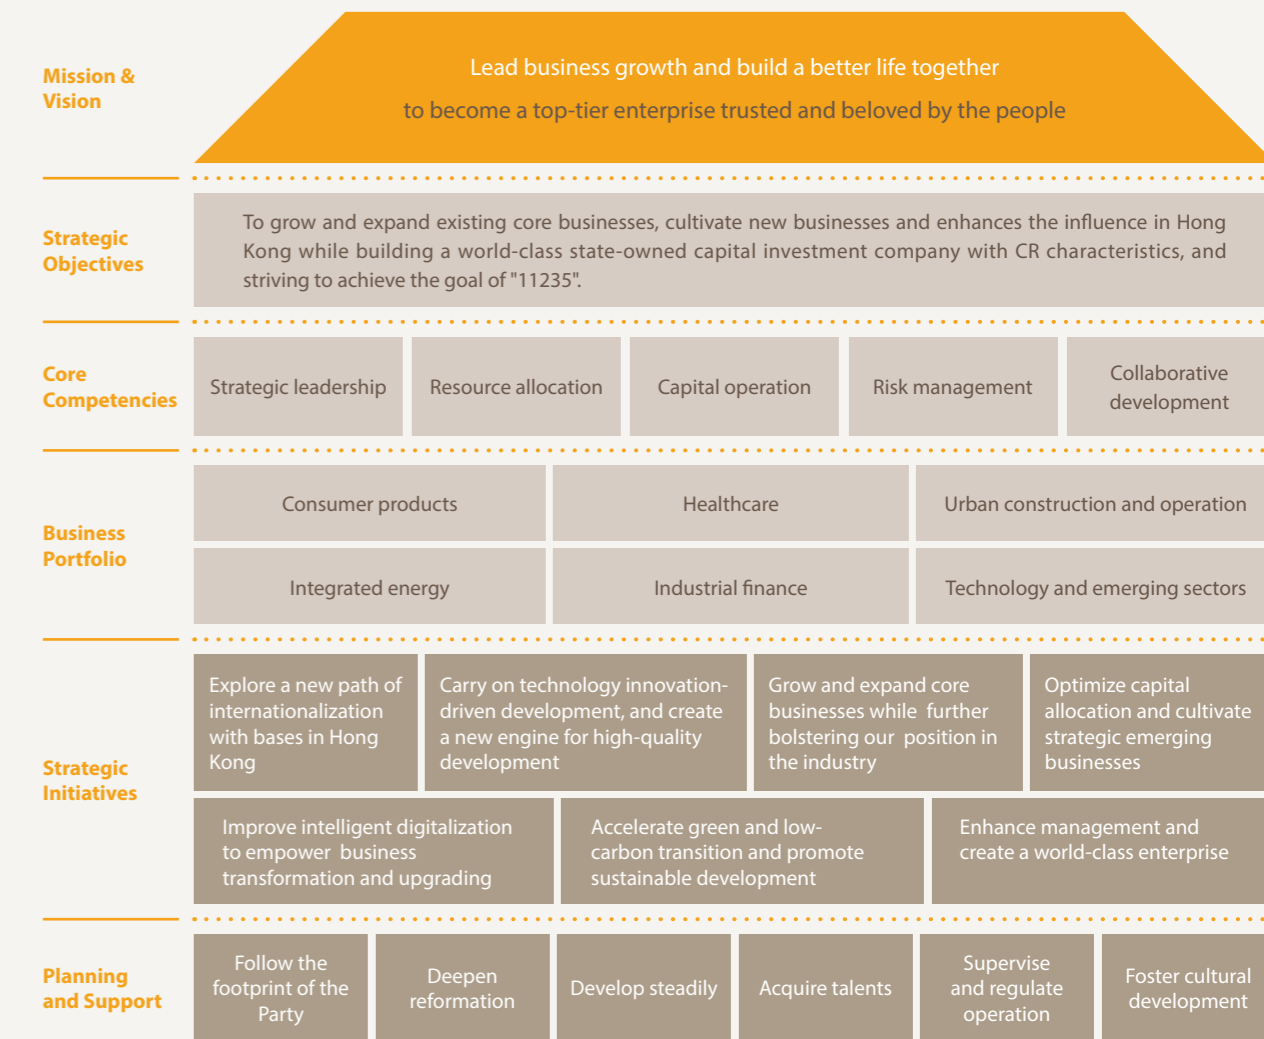 Mission &
Vision
Lead business growth and build a better life together
to become a top-tier enterprise trusted and beloved by the people
Strategic
Objectives
To grow and expand existing core businesses, cultivate new businesses and enhances the influence in Hong
Kong while building a world-class state-owned capital investment company with CR characteristics, and
striving to achieve the goal of "11235".
Core
Competencies
Strategic leadership
Resource allocation
Capital operation
Risk management
Collaborative
development
Business
Portfolio
Consumer products
Healthcare
Urban construction and operation
Integrated energy
Industrial finance
Technology and emerging sectors
Strategic
Initiatives
Explore a new path of
internationalization
with bases in Hong
Kong
Carry on technology innovation-
driven development, and create
a new engine for high-quality
development
Grow and expand core
businesses while further
bolstering our position in
the industry
Optimize capital
allocation and cultivate
strategic emerging
businesses
Improve intelligent digitalization
to empower business
transformation and upgrading
Accelerate green and low-
carbon transition and promote
sustainable development
Enhance management and
create a world-class enterprise
Planning
and Support
Follow the
footprint of the
Party
Deepen
reformation
Develop steadily
Acquire talents
Supervise
and regulate
operation
Foster cultural
development